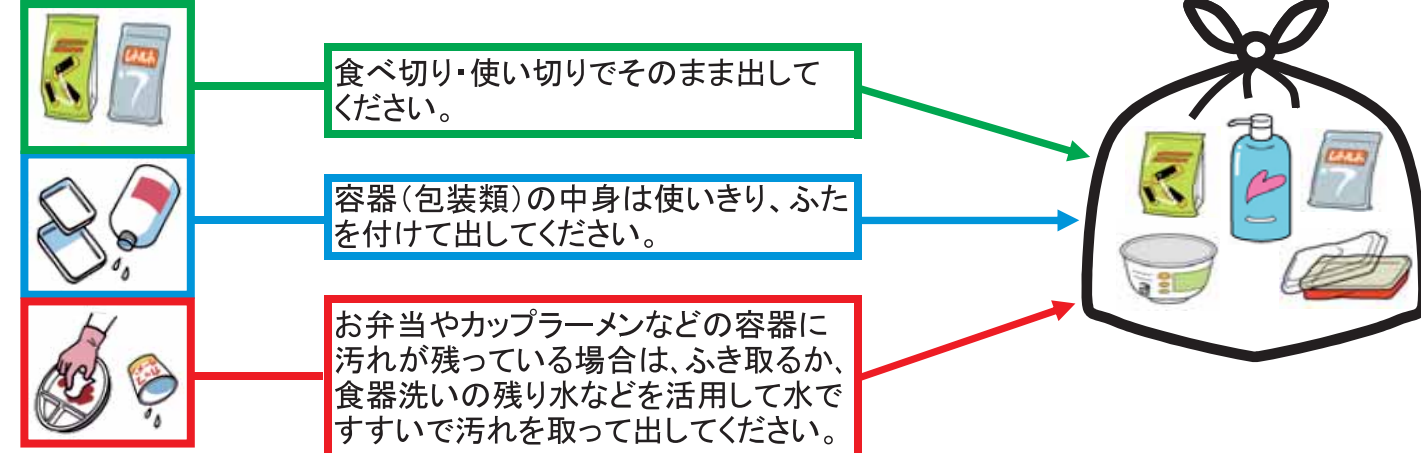 食べ切り・使い切りでそのまま出して
ください。
容器(包装類)の中身は使いきり、ふた
を付けて出してください。
お弁当やカップラーメンなどの容器に
汚れが残っている場合は、ふき取るか、
食器洗いの残り水などを活用して水で
すすいで汚れを取って出してください。